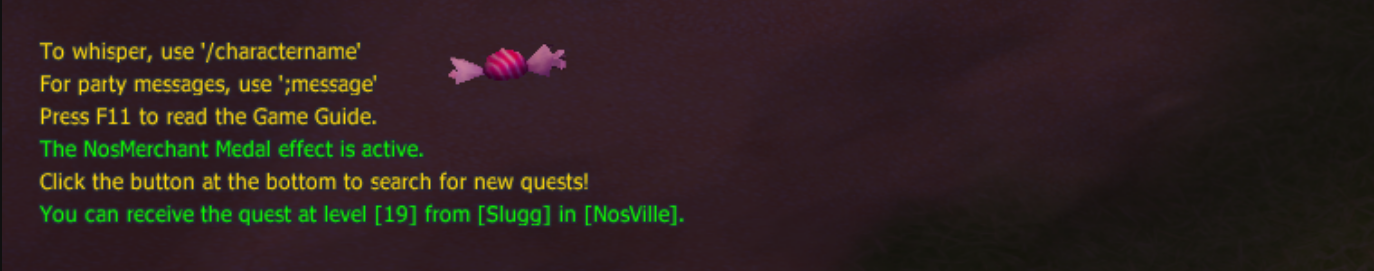 To whisper, use '/charactername'
For party messages, use ';message'
Press F11 to read the Game Guide.
The NosMerchant Medal effect is active.
Click the button at the bottom to search for new quests!
You can receive the quest at level [19] from [Slugg] in [NosVille].